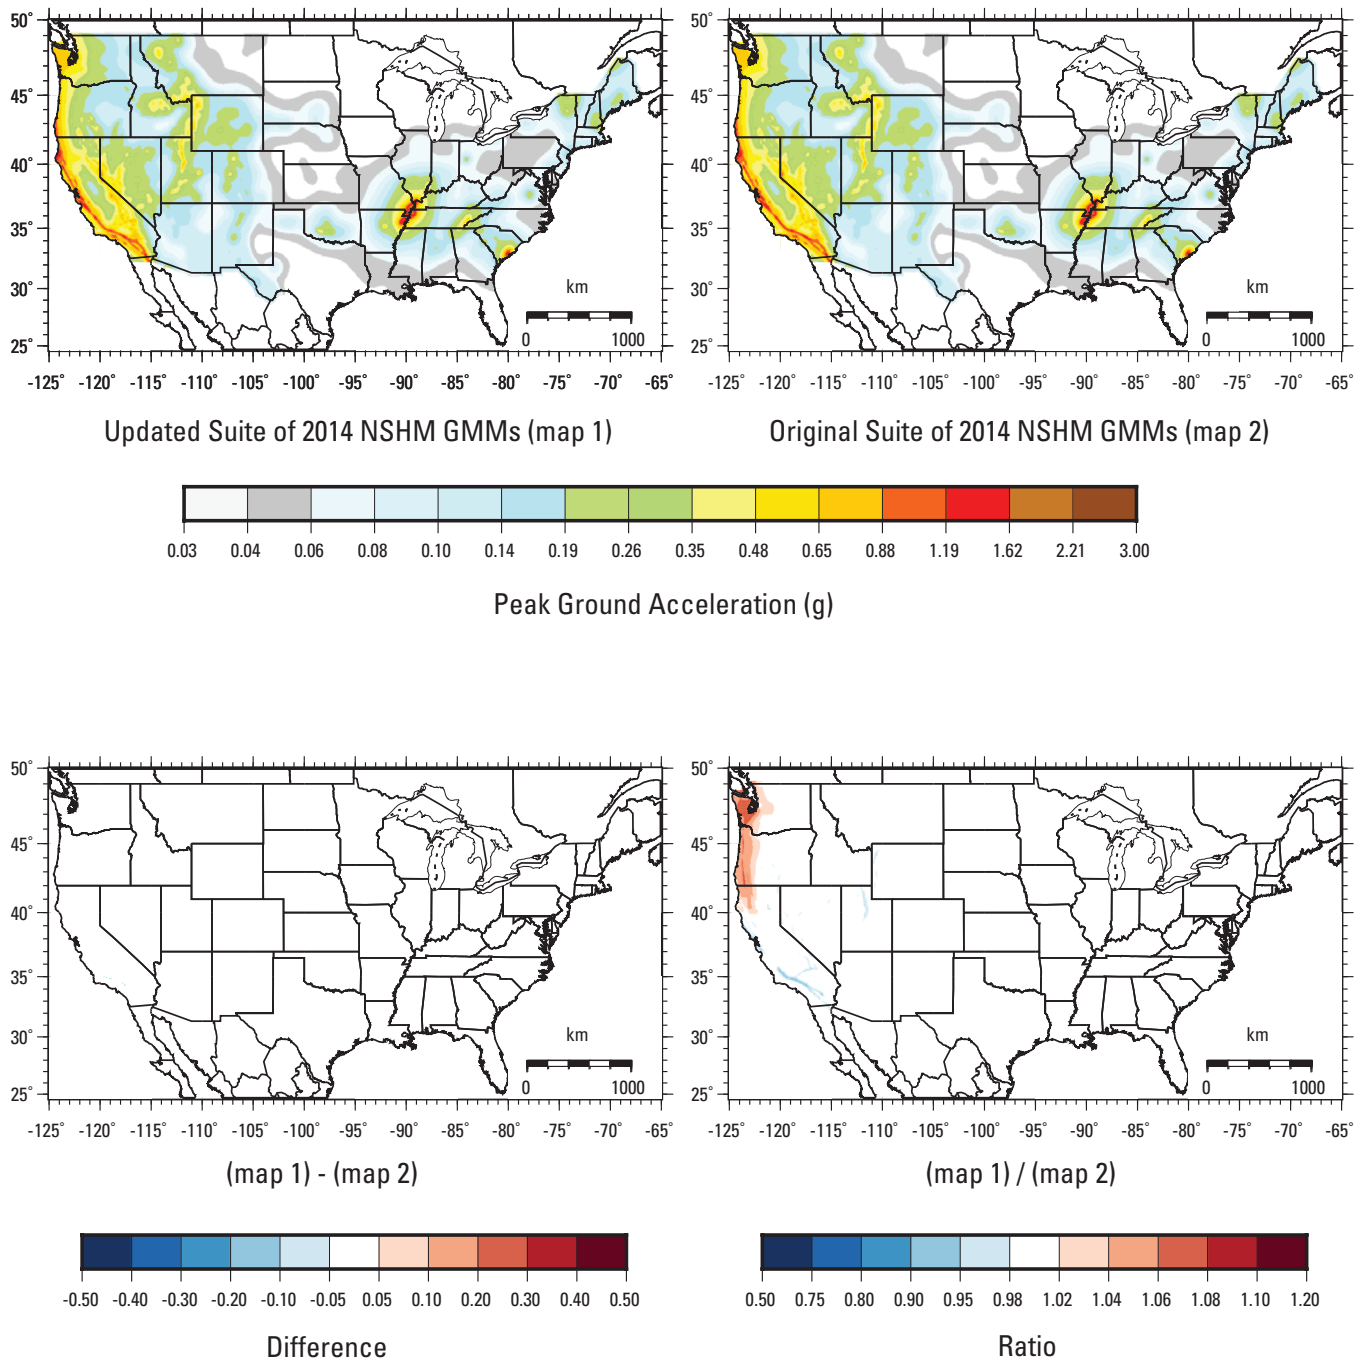 50° 50°
45° 45°
40° 40°
35° 35°
30° km 30° km
25° 0 1000 25° 0 1000
-125° -120° -115° -110° -105° -100° -95° -90° -85° -80° -75° -70° -65° -125° -120° -115° -110° -105° -100° -95° -90° -85° -80° -75° -70° -65°
Updated Suite of 2014 NSHM GMMs (map 1) Original Suite of 2014 NSHM GMMs (map 2)
0.03 0.04 0.06 0.08 0.10 0.14 0.19 0.26 0.35 0.48 0.65 0.88 1.19 1.62 2.21 3.00
Peak Ground Acceleration (g)
50° 50°
45° 45°
40° 40°
35° 35°
30° km 30° km
25° 0 1000 25° 0 1000
-125° -120° -115° -110° -105° -100° -95° -90° -85° -80° -75° -70° -65° -125° -120° -115° -110° -105° -100° -95° -90° -85° -80° -75° -70° -65°
(map 1) - (map 2) (map 1) / (map 2)
-0.50 -0.40 -0.30 -0.20 -0.10 -0.05 0.05 0.10 0.20 0.30 0.40 0.50 0.50 0.75 0.80 0.90 0.95 0.98 1.02 1.04 1.06 1.08 1.10 1.20
Difference Ratio